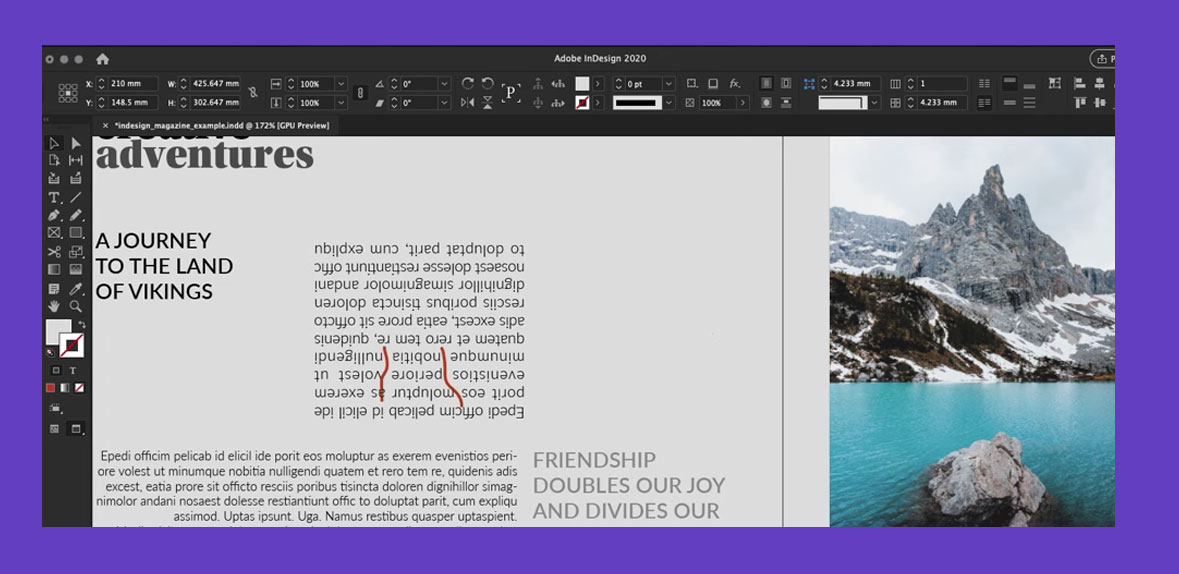 Adobe InDesign 2020
X: 210 mm W: 425.647 mm 100% 0° P 0 pt fx. 4.233 mm 1
Y: 148.5 mm H: 302.647 mm 100% 0° 100% 4.233 mm
× *indesign_magazine_example.indd @ 172% [GPU Preview]
adventures
A JOURNEY
TO THE LAND
OF VIKINGS
Epedi officim pelicab id elicil ide
porit eos moluptur as exerem
evenistios periore volest ut
minumque nobitia nulligendi
quatem et rero tem re, quidenis
adis excest, eatia prore sit officto
resciis poribus tisincta doloren
dignihillor simagnimolor andani
nosaest dolesse restiantiunt offic
to doluptat parit, cum expliqu
Epedi officim pelicab id elicil ide porit eos moluptur as exerem evenistios peri-
ore volest ut minumque nobitia nulligendi quatem et rero tem re, quidenis adis
excest, eatia prore sit officto resciis poribus tisincta doloren dignihillor simag-
nimolor andani nosaest dolesse restiantiunt offic to doluptat parit, cum expliqu
assimod. Uptas ipsunt. Uga. Namus restibus quasper uptaspient.
FRIENDSHIP
DOUBLES OUR JOY
AND DIVIDES OUR